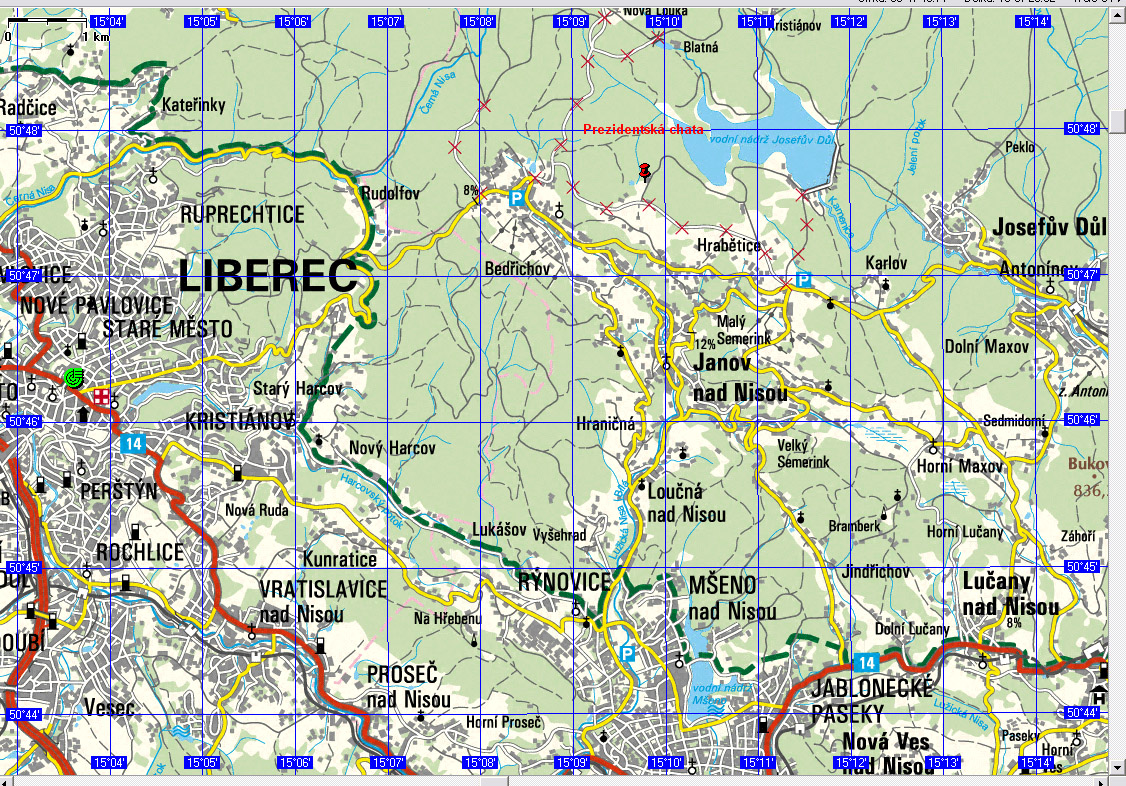 15°04' 15°05' 15°06' 15°07' 15°08' 15°09' 15°10' 15°11' 15°12' 15°13' 15°14'
0 1 km
Nová Louka
Kristiánov
Blatná
Černá Nisa
Radčice
Kateřinky
50°48'
50°48'
Prezidentská chata
vodní nádrž Josefův Důl
Jelení potok
Peklo
Černá Nisa
Rudolfov
8%
P
Kamenice
RUPRECHTICE
Josefův Důl
Hrabětice
50°47'
LIBEREC
Bedřichov
P
Karlov
Antonínov
50°47'
NOVÉ PAVLOVICE
STARÉ MĚSTO
Malý
Semerink
12%
Dolní Maxov
Janov
nad Nisou
Starý Harcov
50°46'
KRISTIÁNOV
Hraničná
Sedmidomí
50°46'
14
Nový Harcov
Velký
Semerink
Horní Maxov
836,
PERŠTÝN
Harcovský potok
Loučná
nad Nisou
Nová Ruda
Lukášov
Vyšehrad
Lužická Nisa
Bramberk
Horní Lučany
Záhoří
ROCHLICE
Kunratice
50°45'
50°45'
VRATISLAVICE
nad Nisou
RÝNOVICE
MŠENO
nad Nisou
Jindřichov
Lučany
nad Nisou
8%
Na Hřebenu
Dolní Lučany
P
14
PROSEČ
nad Nisou
vodní nádrž
Mšeno
JABLONECKÉ
PASEKY
Lužická Nisa
50°44'
Vesec
Horní Proseč
50°44'
Nová Ves
nad Nisou
Paseky
Horní
15°04' 15°05' 15°06' 15°07' 15°08' 15°09' 15°10' 15°11' 15°12' 15°13' 15°14'